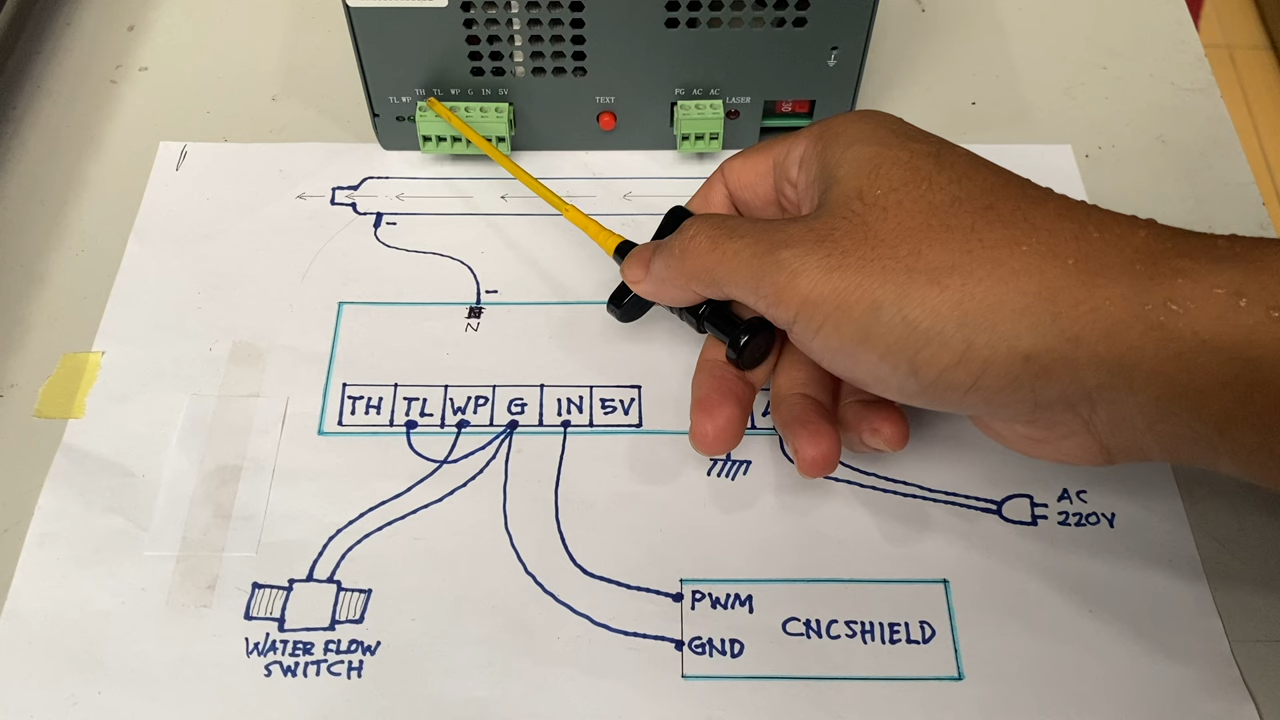 TH TL WP G IN 5V
TL WP
TEXT
FG AC AC
LASER
30
-
-
N
TH TL WP G IN 5V
AC
220V
WATER FLOW
SWITCH
PWM
CNCSHIELD
GND